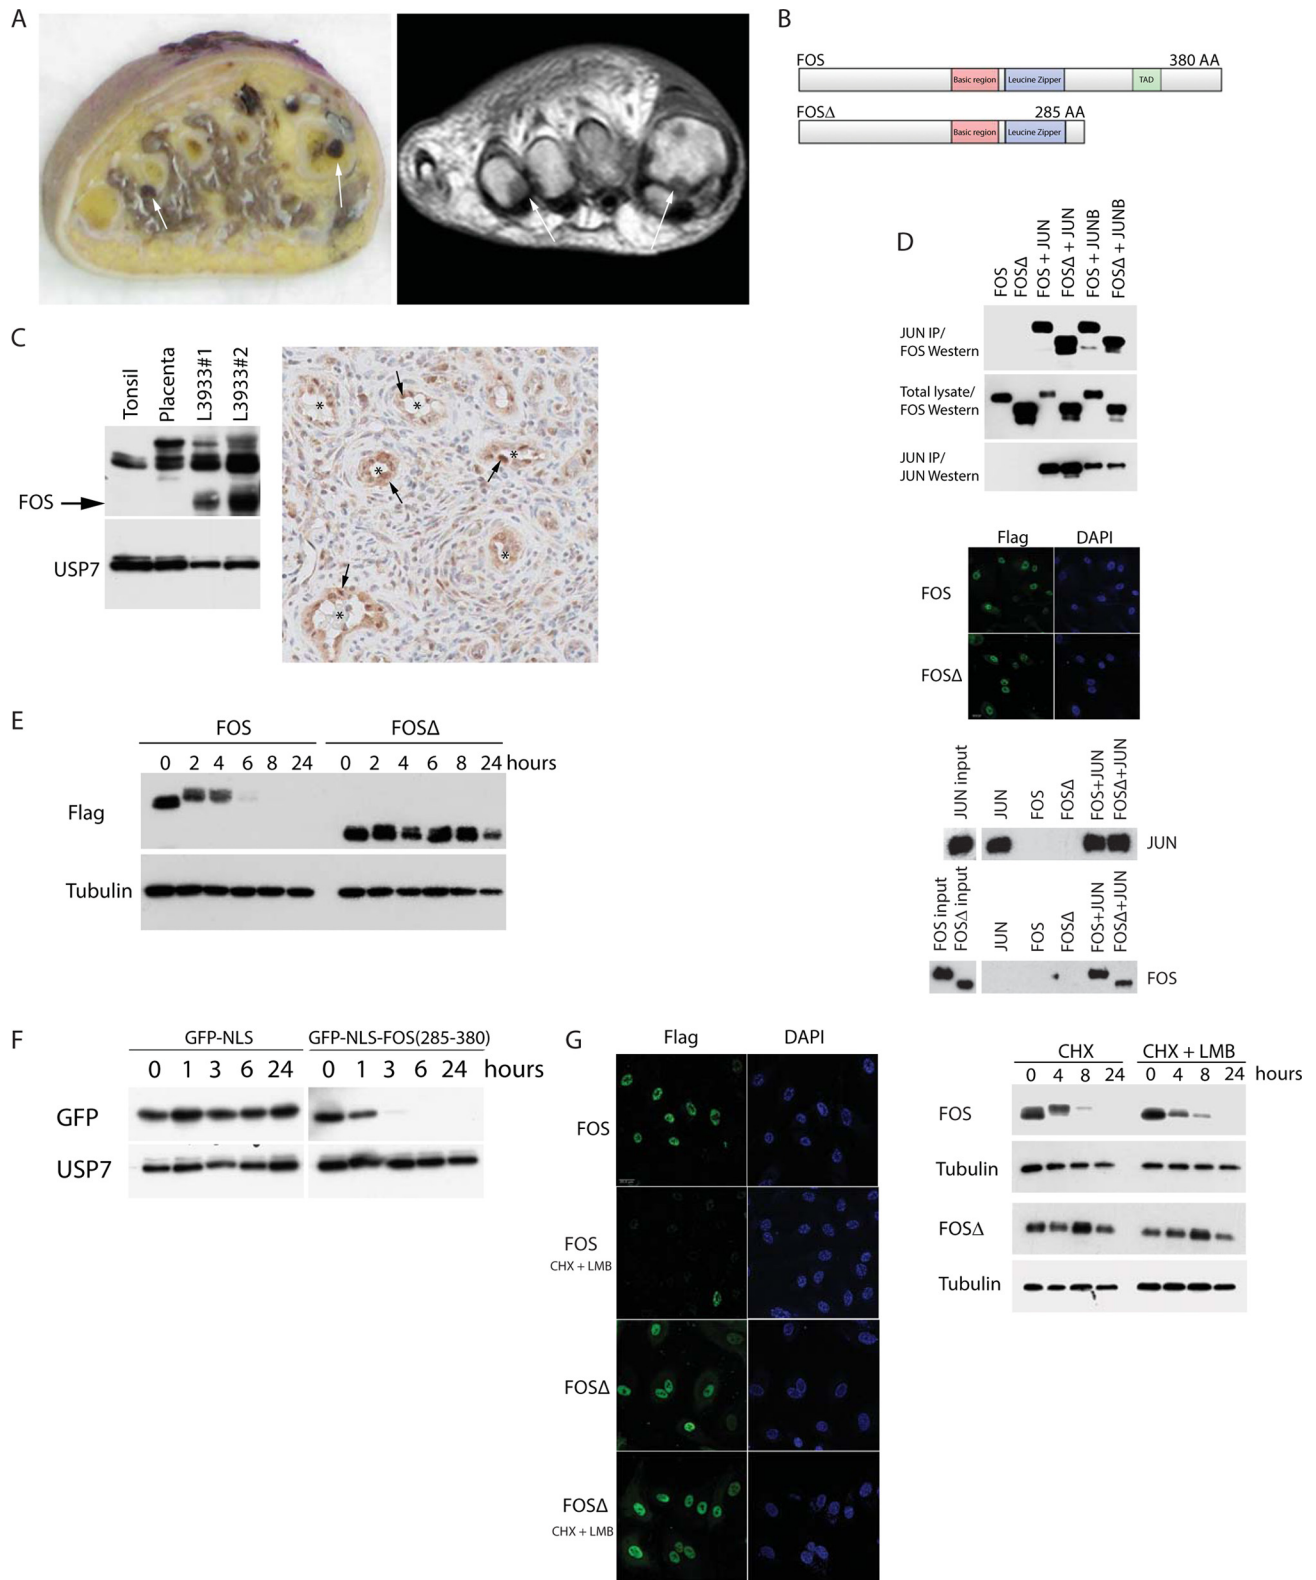 A
B
FOS
380 AA
Basic region
Leucine Zipper
TAD
FOSΔ
285 AA
Basic region
Leucine Zipper
C
Tonsil
Placenta
L3933#1
L3933#2
FOS
USP7
*
*
*
*
*
*
D
FOS
FOSΔ
FOS + JUN
FOSΔ + JUN
FOS + JUNB
FOSΔ + JUNB
JUN IP/
FOS Western
Total lysate/
FOS Western
JUN IP/
JUN Western
Flag DAPI
FOS
FOSΔ
JUN input
JUN
FOS
FOSΔ
FOS+JUN
FOSΔ+JUN
JUN
FOS input
FOSΔ input
JUN
FOS
FOSΔ
FOS+JUN
FOSΔ+JUN
FOS
E
FOS FOSΔ
0 2 4 6 8 24 0 2 4 6 8 24 hours
Flag
Tubulin
F
GFP-NLS GFP-NLS-FOS(285-380)
0 1 3 6 24 0 1 3 6 24 hours
GFP
USP7
G
Flag DAPI
FOS
FOS
CHX + LMB
FOSΔ
FOSΔ
CHX + LMB
CHX CHX + LMB
0 4 8 24 0 4 8 24 hours
FOS
Tubulin
FOSΔ
Tubulin